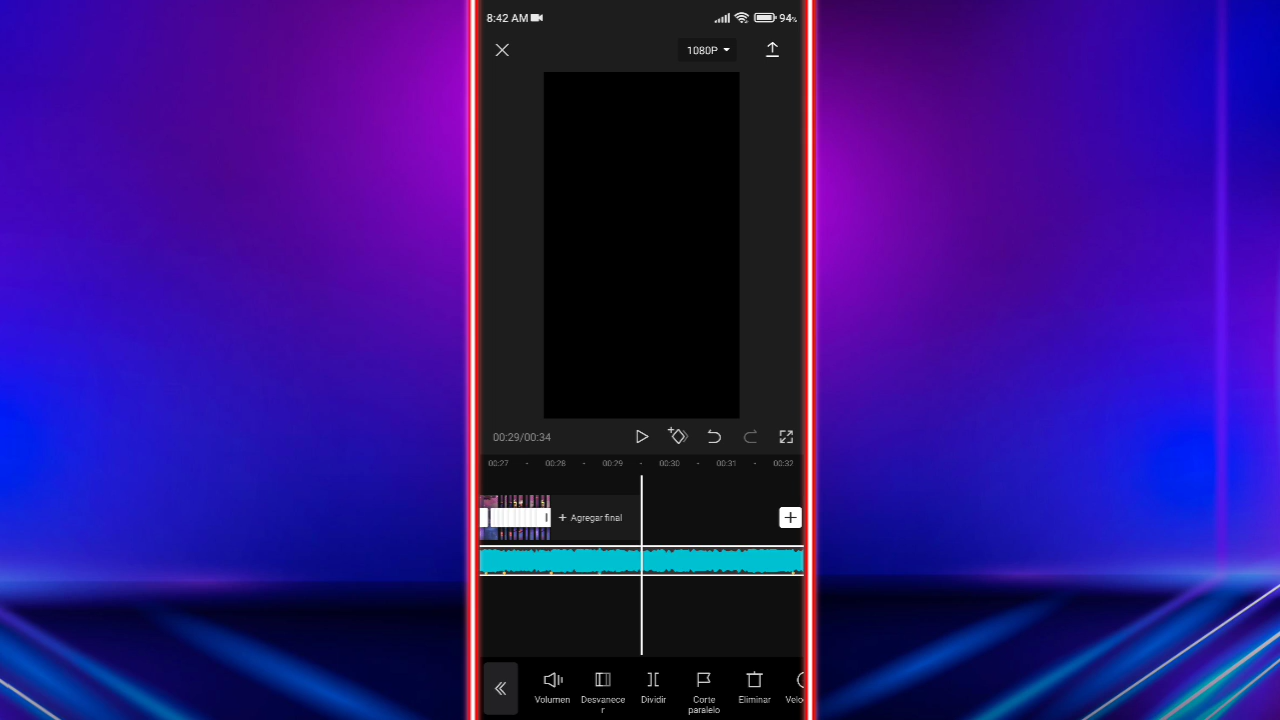 8:42 AM 94%
1080P
00:29/00:34
00:27 00:28 00:29 00:30 00:31 00:32
+ Agregar final
Volumen
Desvanece
r
Dividir
Corte
paralelo
Eliminar
Velo